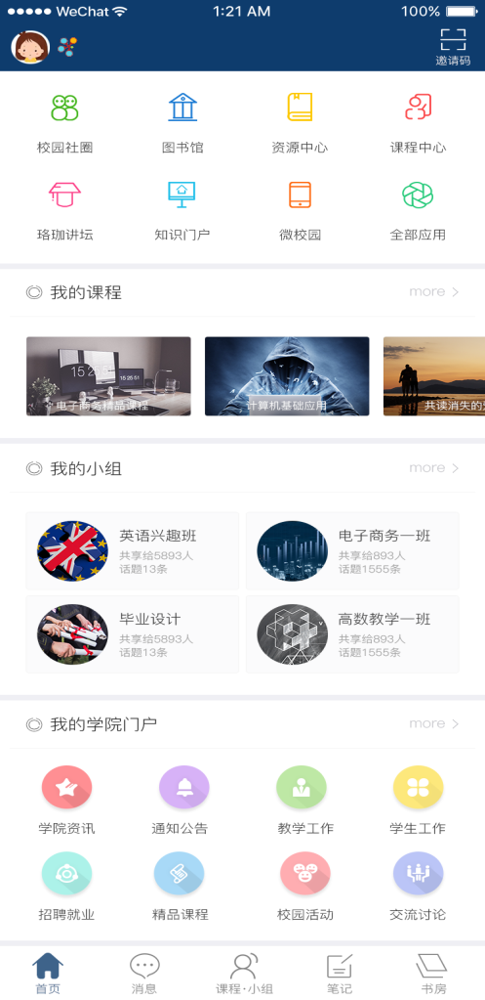 WeChat 1:21 AM 100%
邀请码
校园社圈 图书馆 资源中心 课程中心
珞珈讲坛 知识门户 微校园 全部应用
我的课程 more
15 25 51
电子商务精品课程 计算机基础应用 共读消失的
我的小组 more
英语兴趣班 电子商务一班
共享给5893人 共享给893人
话题13条 话题1555条
毕业设计 高数教学一班
共享给5893人 共享给893人
话题13条 话题1555条
我的学院门户 more
学院资讯 通知公告 教学工作 学生工作
招聘就业 精品课程 校园活动 交流讨论
首页 消息 课程·小组 笔记 书房